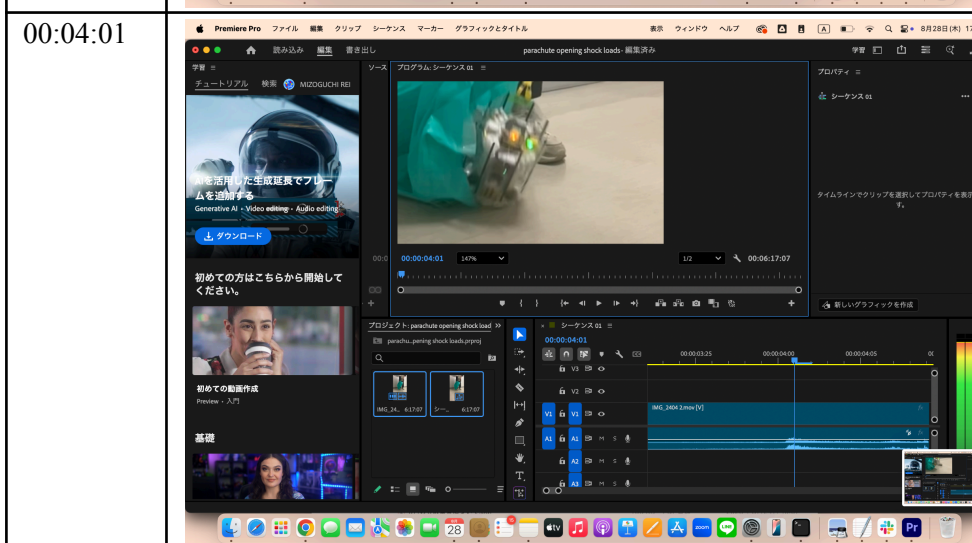 00:04:01
Premiere Pro ファイル 編集 クリップ シーケンス マーカー グラフィックとタイトル 表示 ウィンドウ ヘルプ A 8月28日(木) 17
読み込み 編集 書き出し parachute opening shock loads- 編集済み 学習
学習
チュートリアル 検索 MIZOGUCHI REI
AIを活用した生成延長でフレー
ムを追加する
Generative AI • Video editing • Audio editing
ダウンロード
初めての方はこちらから開始して
ください。
初めての動画作成
Preview • 入門
基礎
ソース プログラム: シーケンス 01
00:0 00:00:04:01 147% 1/2 00:06:17:07
プロパティ
シーケンス 01
タイムラインでクリップを選択してプロパティを表示
す。
新しいグラフィックを作成
プロジェクト: parachute opening shock load
parachu...pening shock loads.prproj
IMG_24... 6:17:07 シー... 6:17:07
シーケンス 01
00:00:04:01
00:00:03:25 00:00:04:00 00:00:04:05 00
V3
V2
V1 V1 IMG_2404 2.mov [V]
A1 A1 M S
A2 M S
A3 M S
28 tv zoom LINE Pr